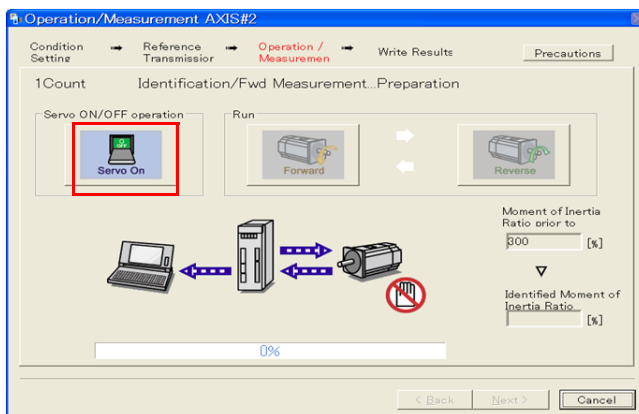 Operation/Measurement AXIS#2
Condition
Setting
Reference
Transmissior
Operation /
Measuremen
Write Results
Precautions
1Count Identification/Fwd Measurement...Preparation
Servo ON/OFF operation
Run
Servo On
Forward
Reverse
Moment of Inertia
Ratio prior to
300 [%]
Identified Moment of
Inertia Ratio
[%]
0%
< Back
Next >
Cancel